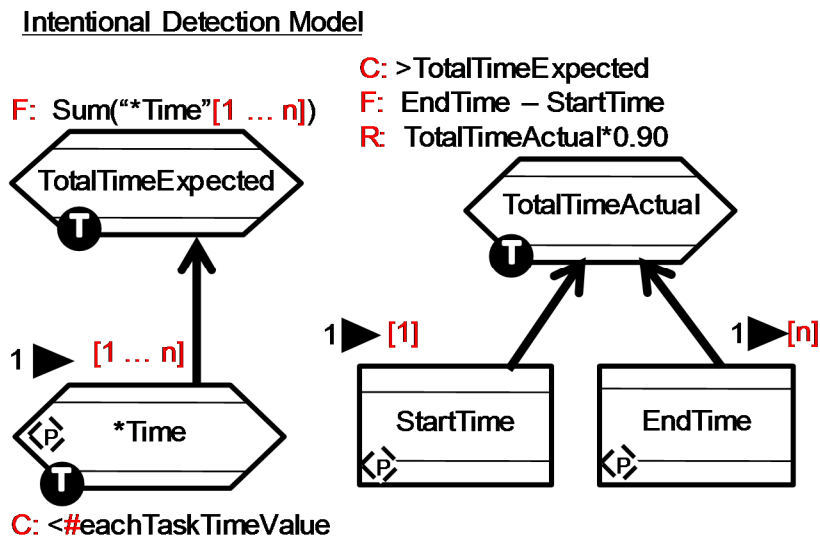 Intentional Detection Model
C: >TotalTimeExpected
F: Sum("*Time"[1 ... n])
F: EndTime – StartTime
R: TotalTimeActual*0.90
TotalTimeExpected
T
TotalTimeActual
T
1 [1 ... n]
1 [1]
1 [n]
*Time
P
T
StartTime
P
EndTime
P
C: <#eachTaskTimeValue